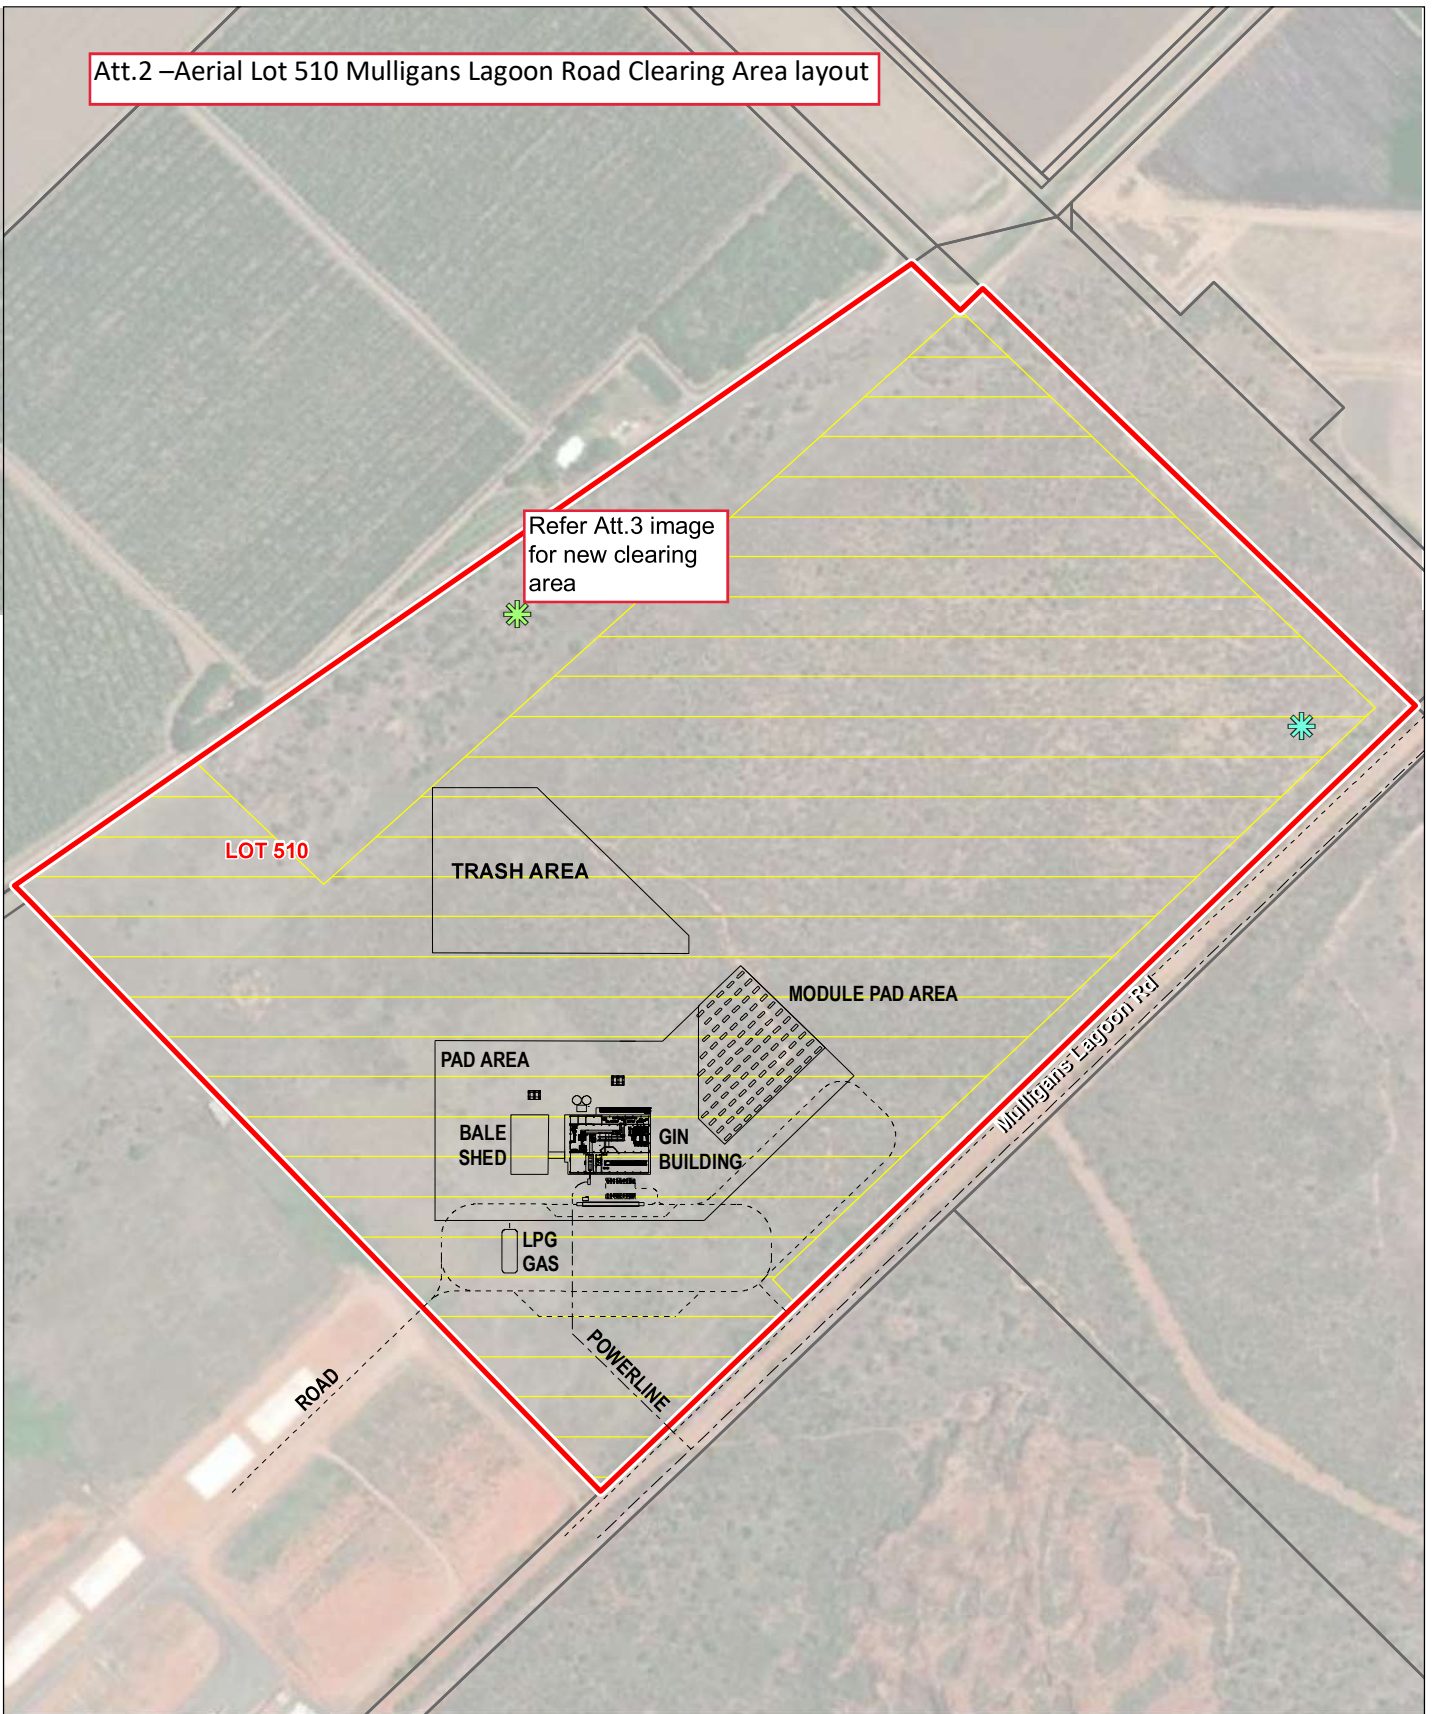 Att.2 –Aerial Lot 510 Mulligans Lagoon Road Clearing Area layout
Refer Att.3 image
for new clearing
area
LOT 510
TRASH AREA
MODULE PAD AREA
Mulligans Lagoon Rd
PAD AREA
BALE
SHED
GIN
BUILDING
LPG
GAS
POWERLINE
ROAD